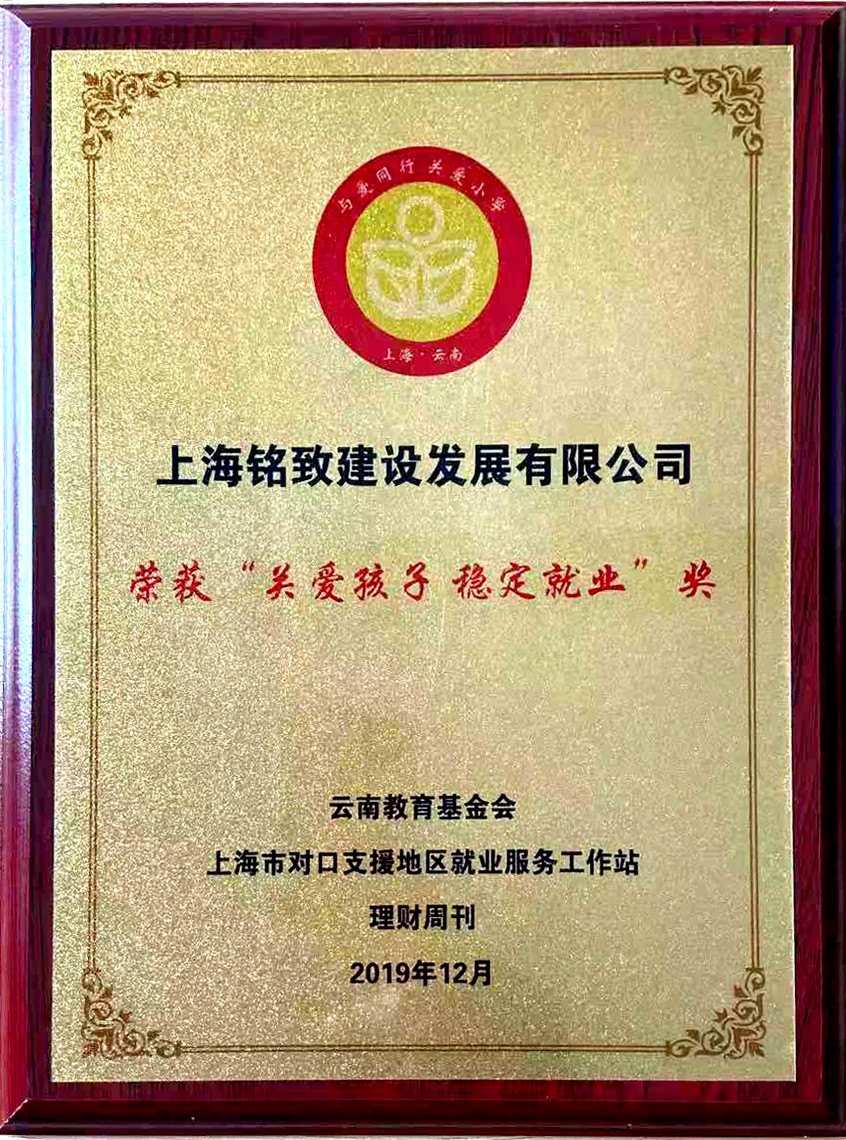 与爱同行 关爱小学
上海·云南
上海铭致建设发展有限公司
荣获“关爱孩子 稳定就业”奖
云南教育基金会
上海市对口支援地区就业服务工作站
理财周刊
2019年12月